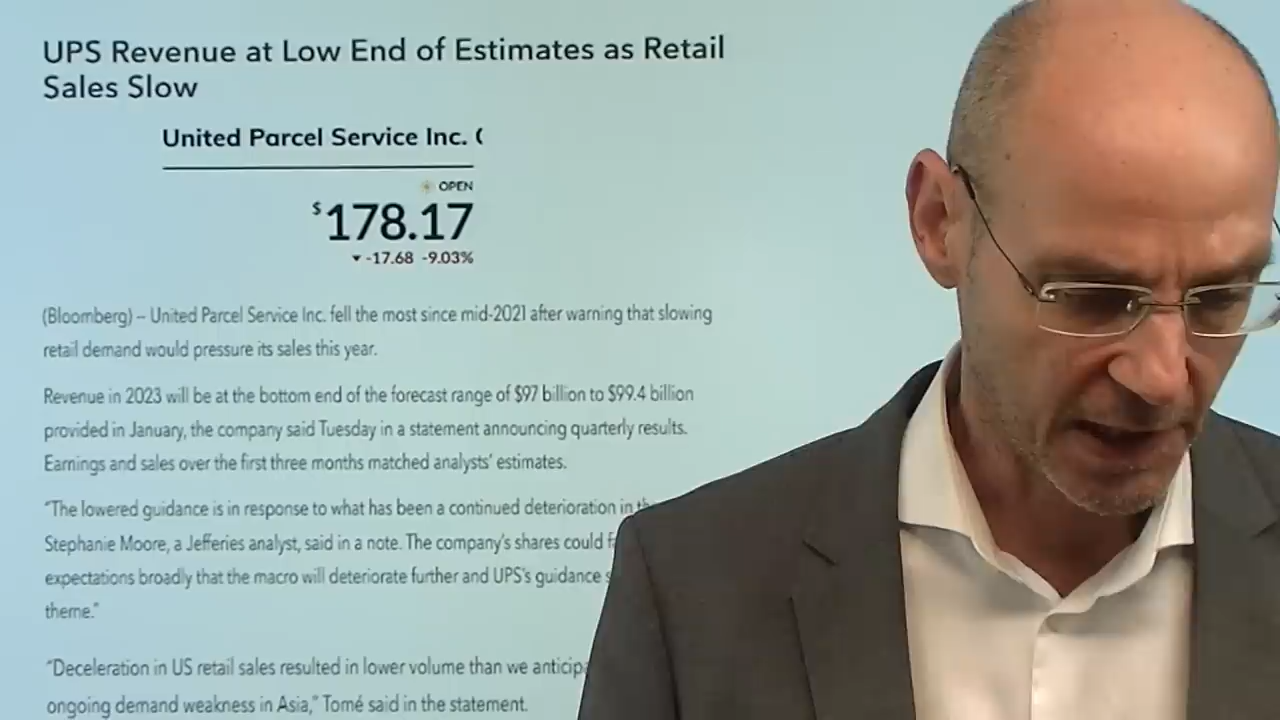 UPS Revenue at Low End of Estimates as Retail
Sales Slow
United Parcel Service Inc. (
OPEN
$178.17
▼ -17.68 -9.03%
(Bloomberg) – United Parcel Service Inc. fell the most since mid-2021 after warning that slowing
retail demand would pressure its sales this year.
Revenue in 2023 will be at the bottom end of the forecast range of $97 billion to $99.4 billion
provided in January, the company said Tuesday in a statement announcing quarterly results.
Earnings and sales over the first three months matched analysts’ estimates.
“The lowered guidance is in response to what has been a continued deterioration in
Stephanie Moore, a Jefferies analyst, said in a note. The company’s shares could
expectations broadly that the macro will deteriorate further and UPS’s guidance
theme.”
“Deceleration in US retail sales resulted in lower volume than we
ongoing demand weakness in Asia,” Tomé said in the statement.